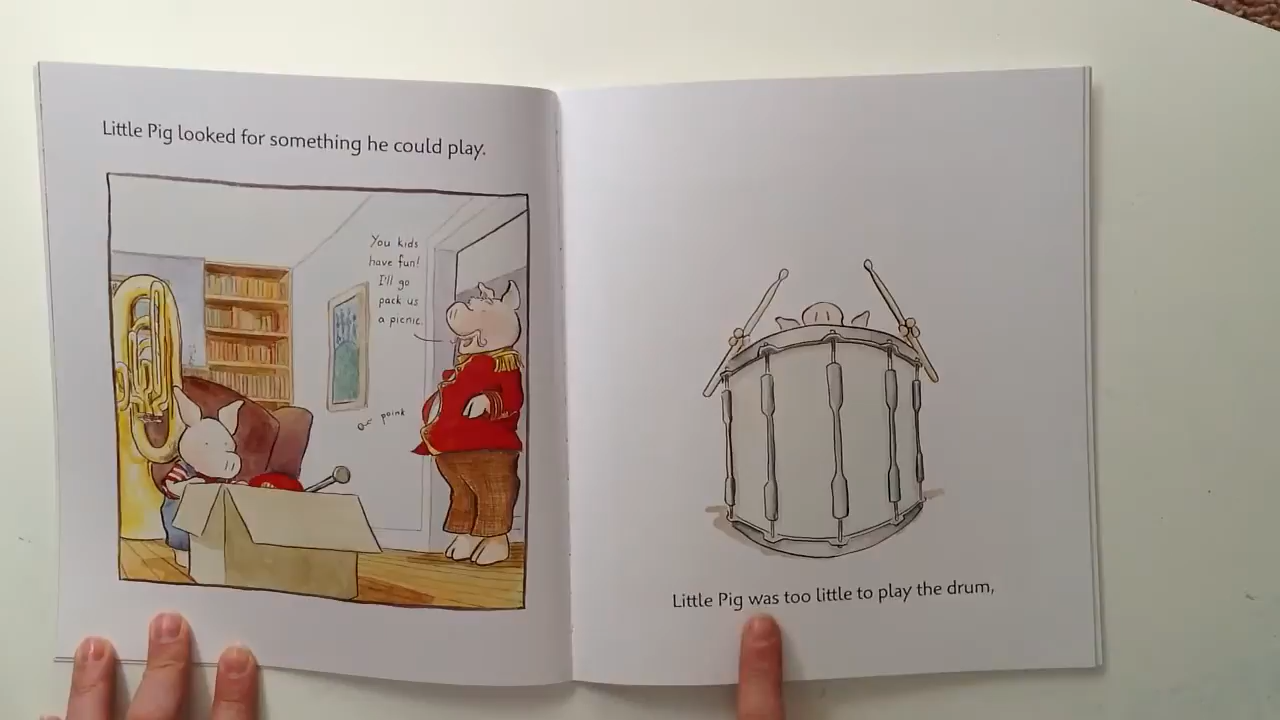 Little Pig looked for something he could play.
You kids
have fun!
I'll go
pack us
a picnic.
poink
Little Pig was too little to play the drum,